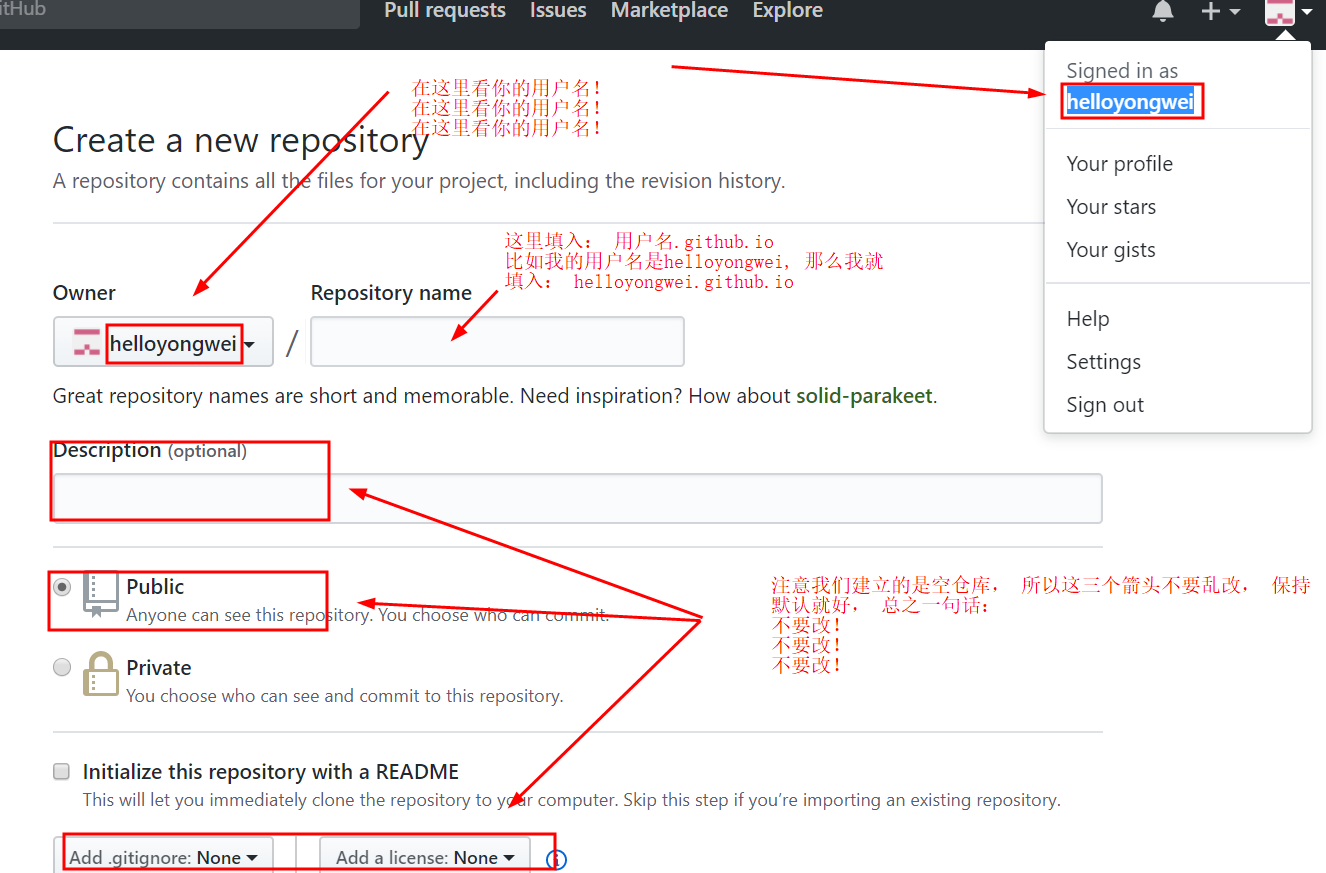 itHub
Pull requests Issues Marketplace Explore
Signed in as
helloyongwei
Your profile
Your stars
Your gists
Help
Settings
Sign out
在这里看你的用户名!
在这里看你的用户名!
在这里看你的用户名!
Create a new repository
A repository contains all the files for your project, including the revision history.
这里填入： 用户名.github.io
比如我的用户名是helloyongwei, 那么我就
填入： helloyongwei.github.io
Owner Repository name
helloyongwei /
Great repository names are short and memorable. Need inspiration? How about solid-parakeet.
Description (optional)
Public
Anyone can see this repository. You choose who can commit.
注意我们建立的是空仓库， 所以这三个箭头不要乱改， 保持
默认就好， 总之一句话：
不要改!
不要改!
不要改!
Private
You choose who can see and commit to this repository.
Initialize this repository with a README
This will let you immediately clone the repository to your computer. Skip this step if you’re importing an existing repository.
Add .gitignore: None Add a license: None